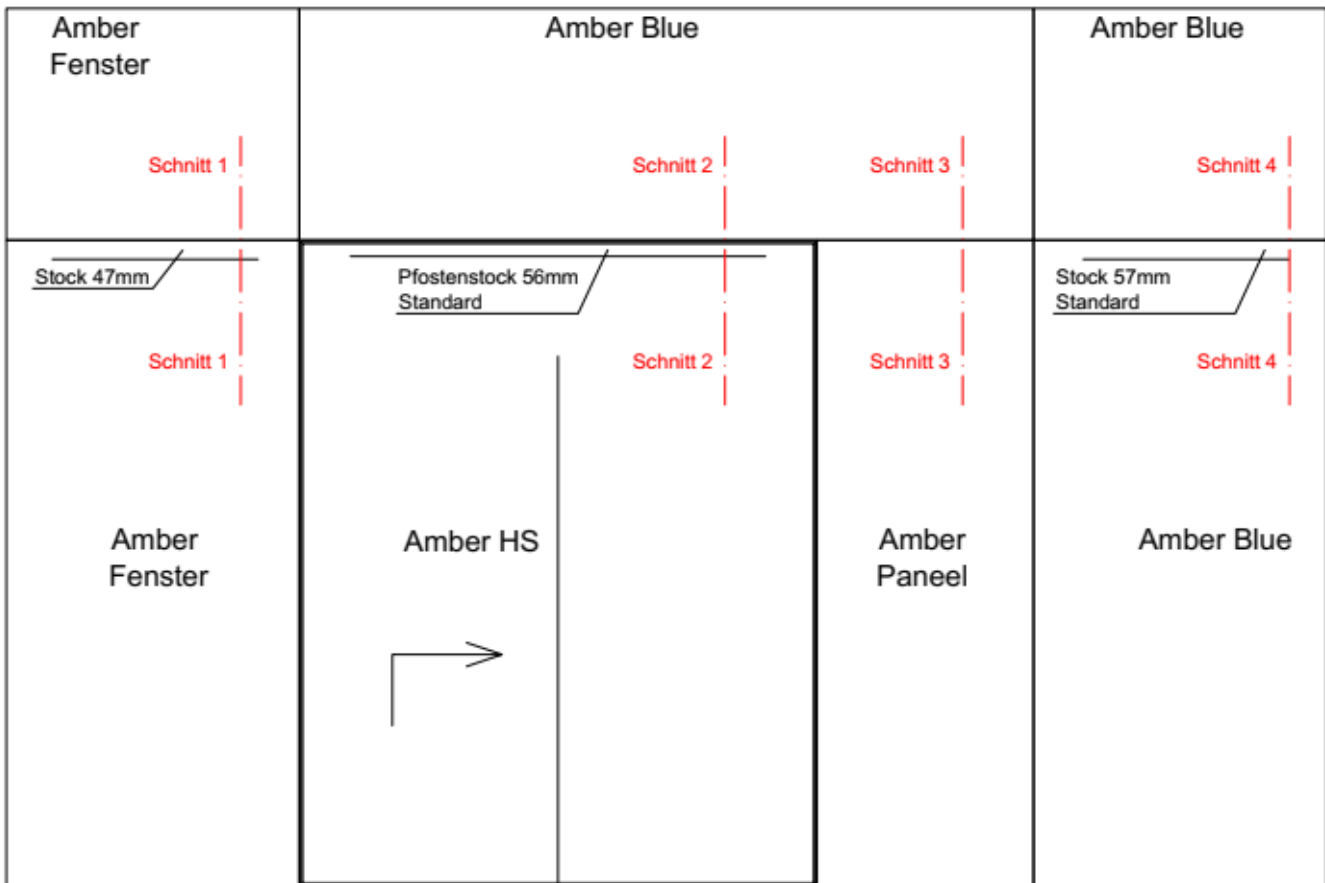 Amber
Fenster
Amber Blue
Amber Blue
Schnitt 1
Schnitt 2
Schnitt 3
Schnitt 4
Stock 47mm
Pfostenstock 56mm
Standard
Stock 57mm
Standard
Schnitt 1
Schnitt 2
Schnitt 3
Schnitt 4
Amber
Fenster
Amber HS
Amber
Paneel
Amber Blue